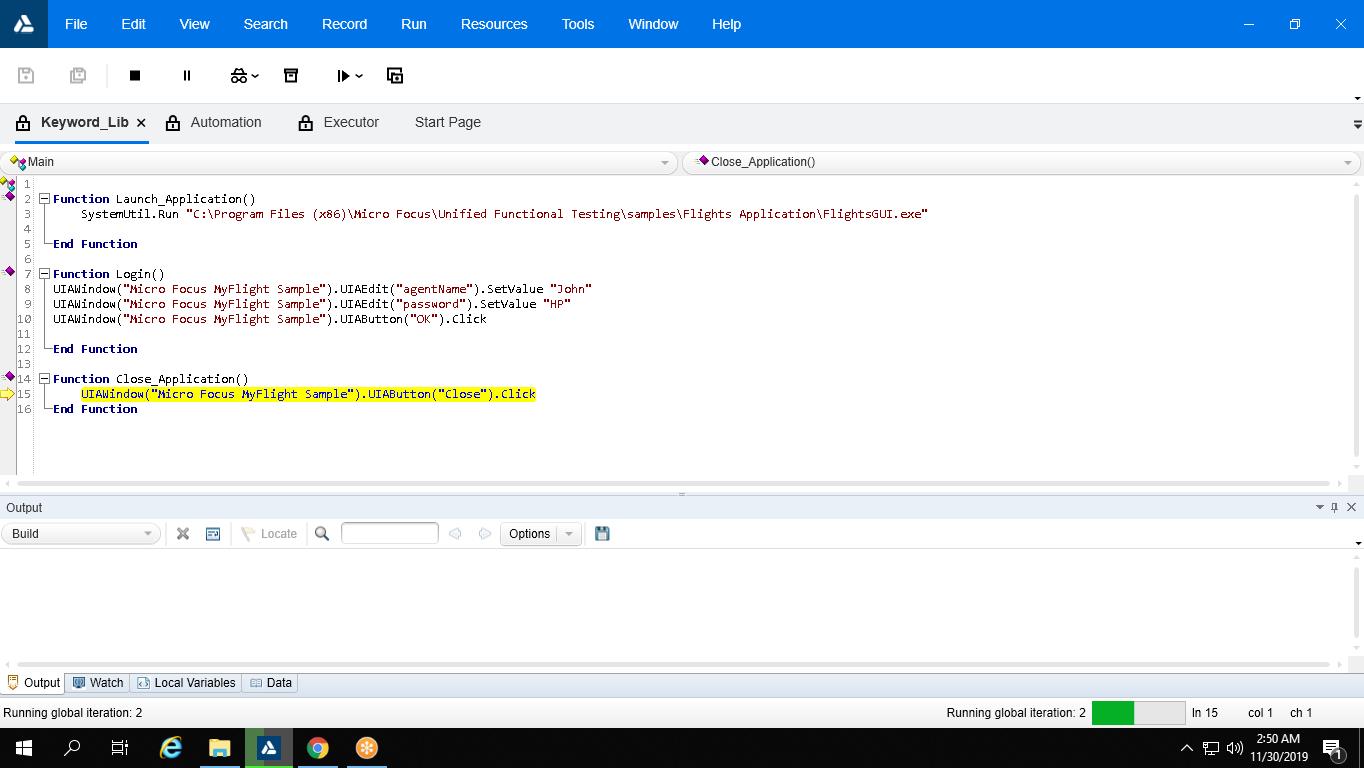 File Edit View Search Record Run Resources Tools Window Help
Keyword_Lib Automation Executor Start Page
Main Close_Application()
1
2 Function Launch_Application()
3 SystemUtil.Run "C:\Program Files (x86)\Micro Focus\Unified Functional Testing\samples\Flights Application\FlightsGUI.exe"
4
5 End Function
6
7 Function Login()
8 UIAWindow("Micro Focus MyFlight Sample").UIAEdit("agentName").SetValue "John"
9 UIAWindow("Micro Focus MyFlight Sample").UIAEdit("password").SetValue "HP"
10 UIAWindow("Micro Focus MyFlight Sample").UIAButton("OK").Click
11
12 End Function
13
14 Function Close_Application()
15 UIAWindow("Micro Focus MyFlight Sample").UIAButton("Close").Click
16 End Function
Output
Build Locate Options
Output Watch Local Variables Data
Running global iteration: 2 Running global iteration: 2 ln 15 col 1 ch 1
2:50 AM
11/30/2019
1